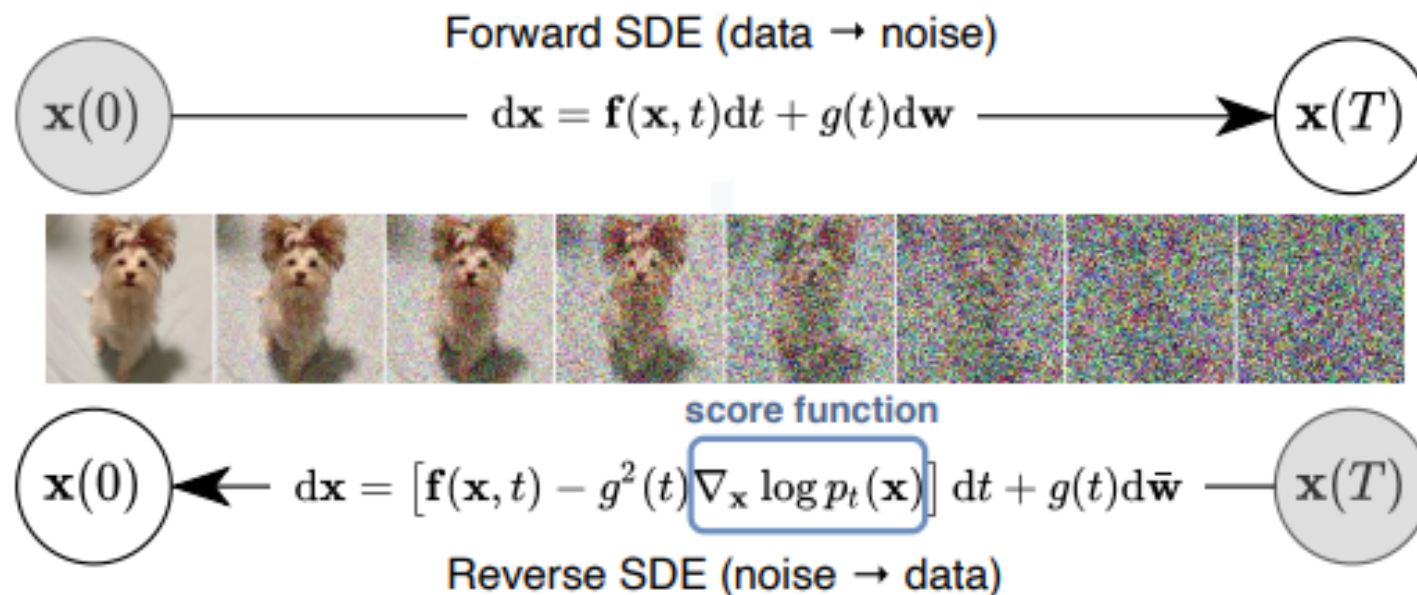 Forward SDE (data → noise)
x(0) dx = f(x, t)dt + g(t)dw x(T)
score function
x(0) dx = [f(x, t) − g²(t)∇ₓ log pₜ(x)] dt + g(t)dw̄ x(T)
Reverse SDE (noise → data)